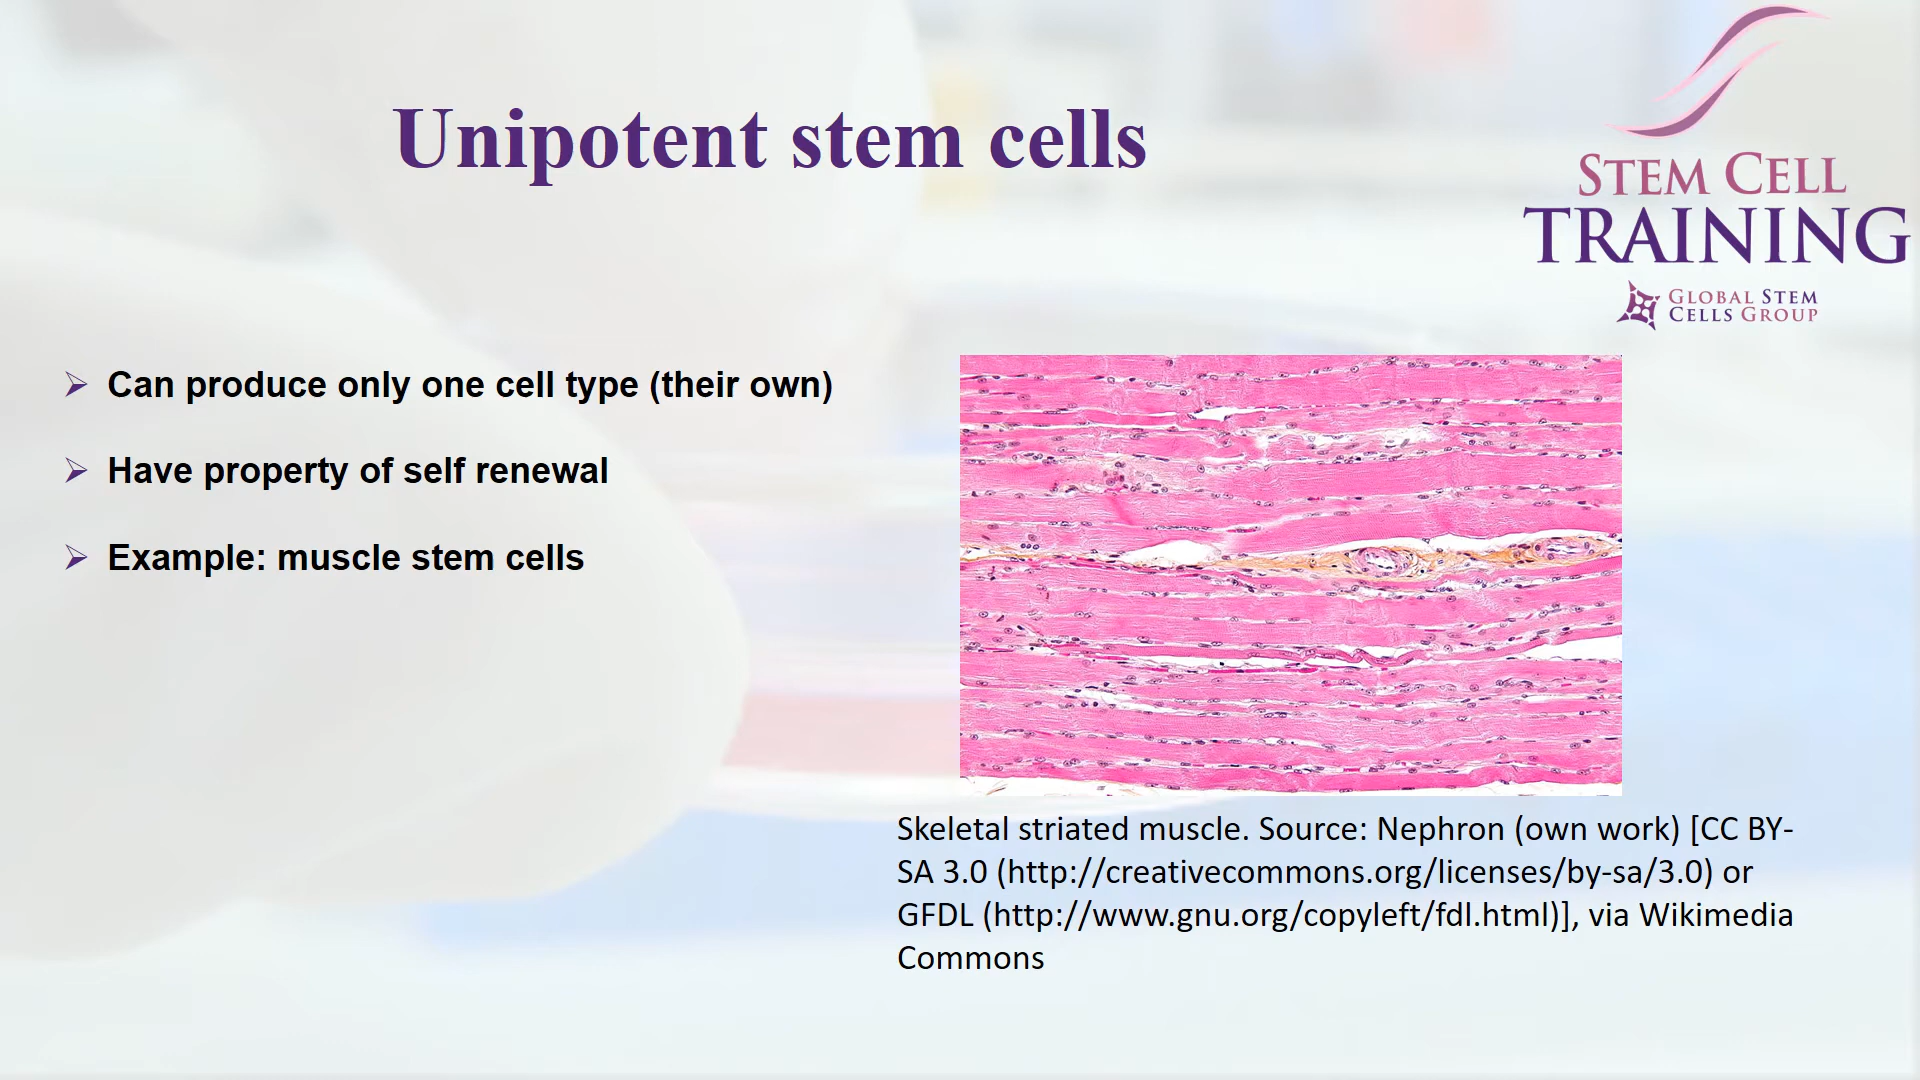 Unipotent stem cells
STEM CELL
TRAINING
GLOBAL STEM
CELLS GROUP
Can produce only one cell type (their own)
Have property of self renewal
Example: muscle stem cells
Skeletal striated muscle. Source: Nephron (own work) [CC BY-
SA 3.0 (http://creativecommons.org/licenses/by-sa/3.0) or
GFDL (http://www.gnu.org/copyleft/fdl.html)], via Wikimedia
Commons